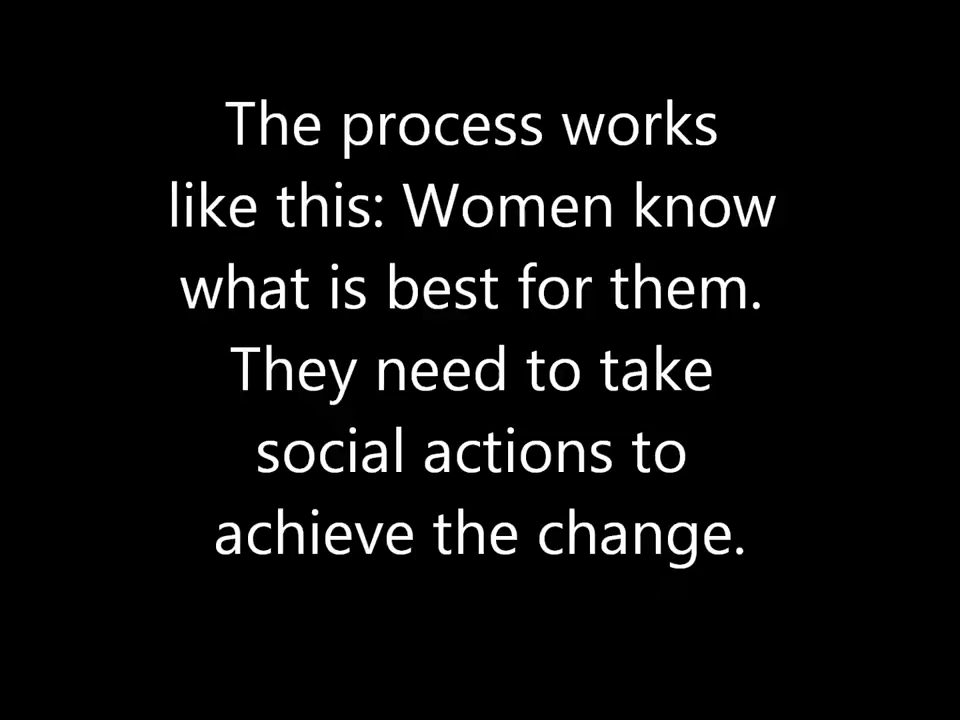 The process works
like this: Women know
what is best for them.
They need to take
social actions to
achieve the change.